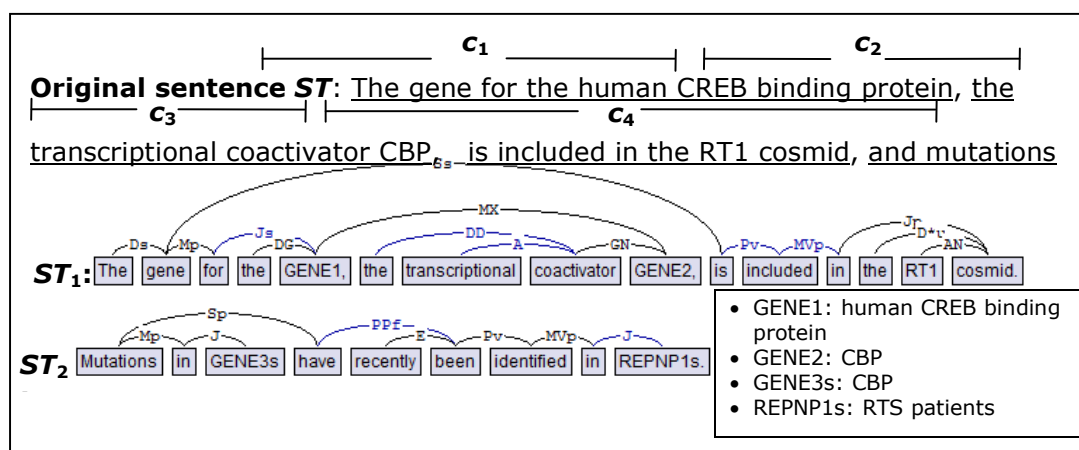 c1 c2
Original sentence ST: The gene for the human CREB binding protein, the
c3 c4
transcriptional coactivator CBP, is included in the RT1 cosmid, and mutations
Ss
MX
Js DD Jr
Ds Mp DG A GN Pv MVp D*u AN
ST1: The gene for the GENE1, the transcriptional coactivator GENE2, is included in the RT1 cosmid.
Sp PPf
Mp J E Pv MVp J
ST2 Mutations in GENE3s have recently been identified in REPNP1s.
• GENE1: human CREB binding
protein
• GENE2: CBP
• GENE3s: CBP
• REPNP1s: RTS patients